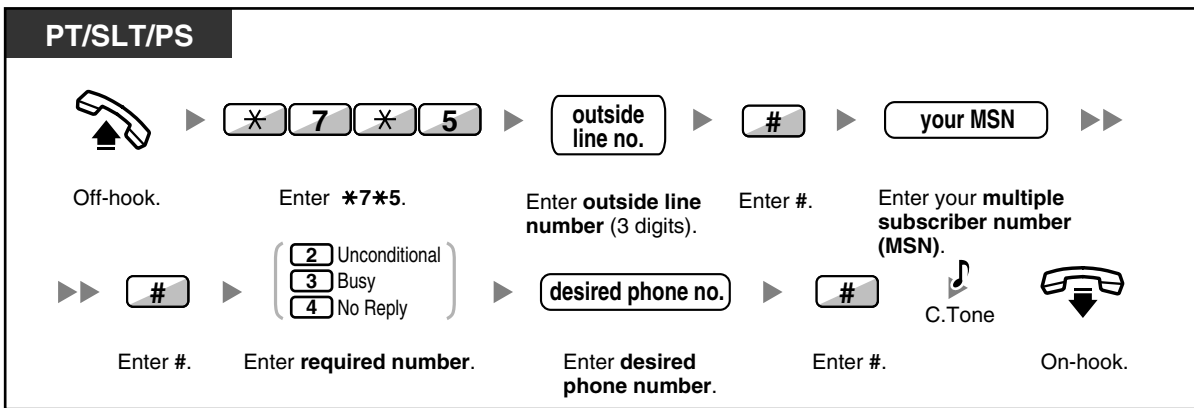 PT/SLT/PS
* 7 * 5
outside
line no.
#
your MSN
Off-hook.
Enter *7*5.
Enter outside line
number (3 digits).
Enter #.
Enter your multiple
subscriber number
(MSN).
#
2 Unconditional
3 Busy
4 No Reply
desired phone no.
#
C.Tone
Enter #.
Enter required number.
Enter desired
phone number.
Enter #.
On-hook.